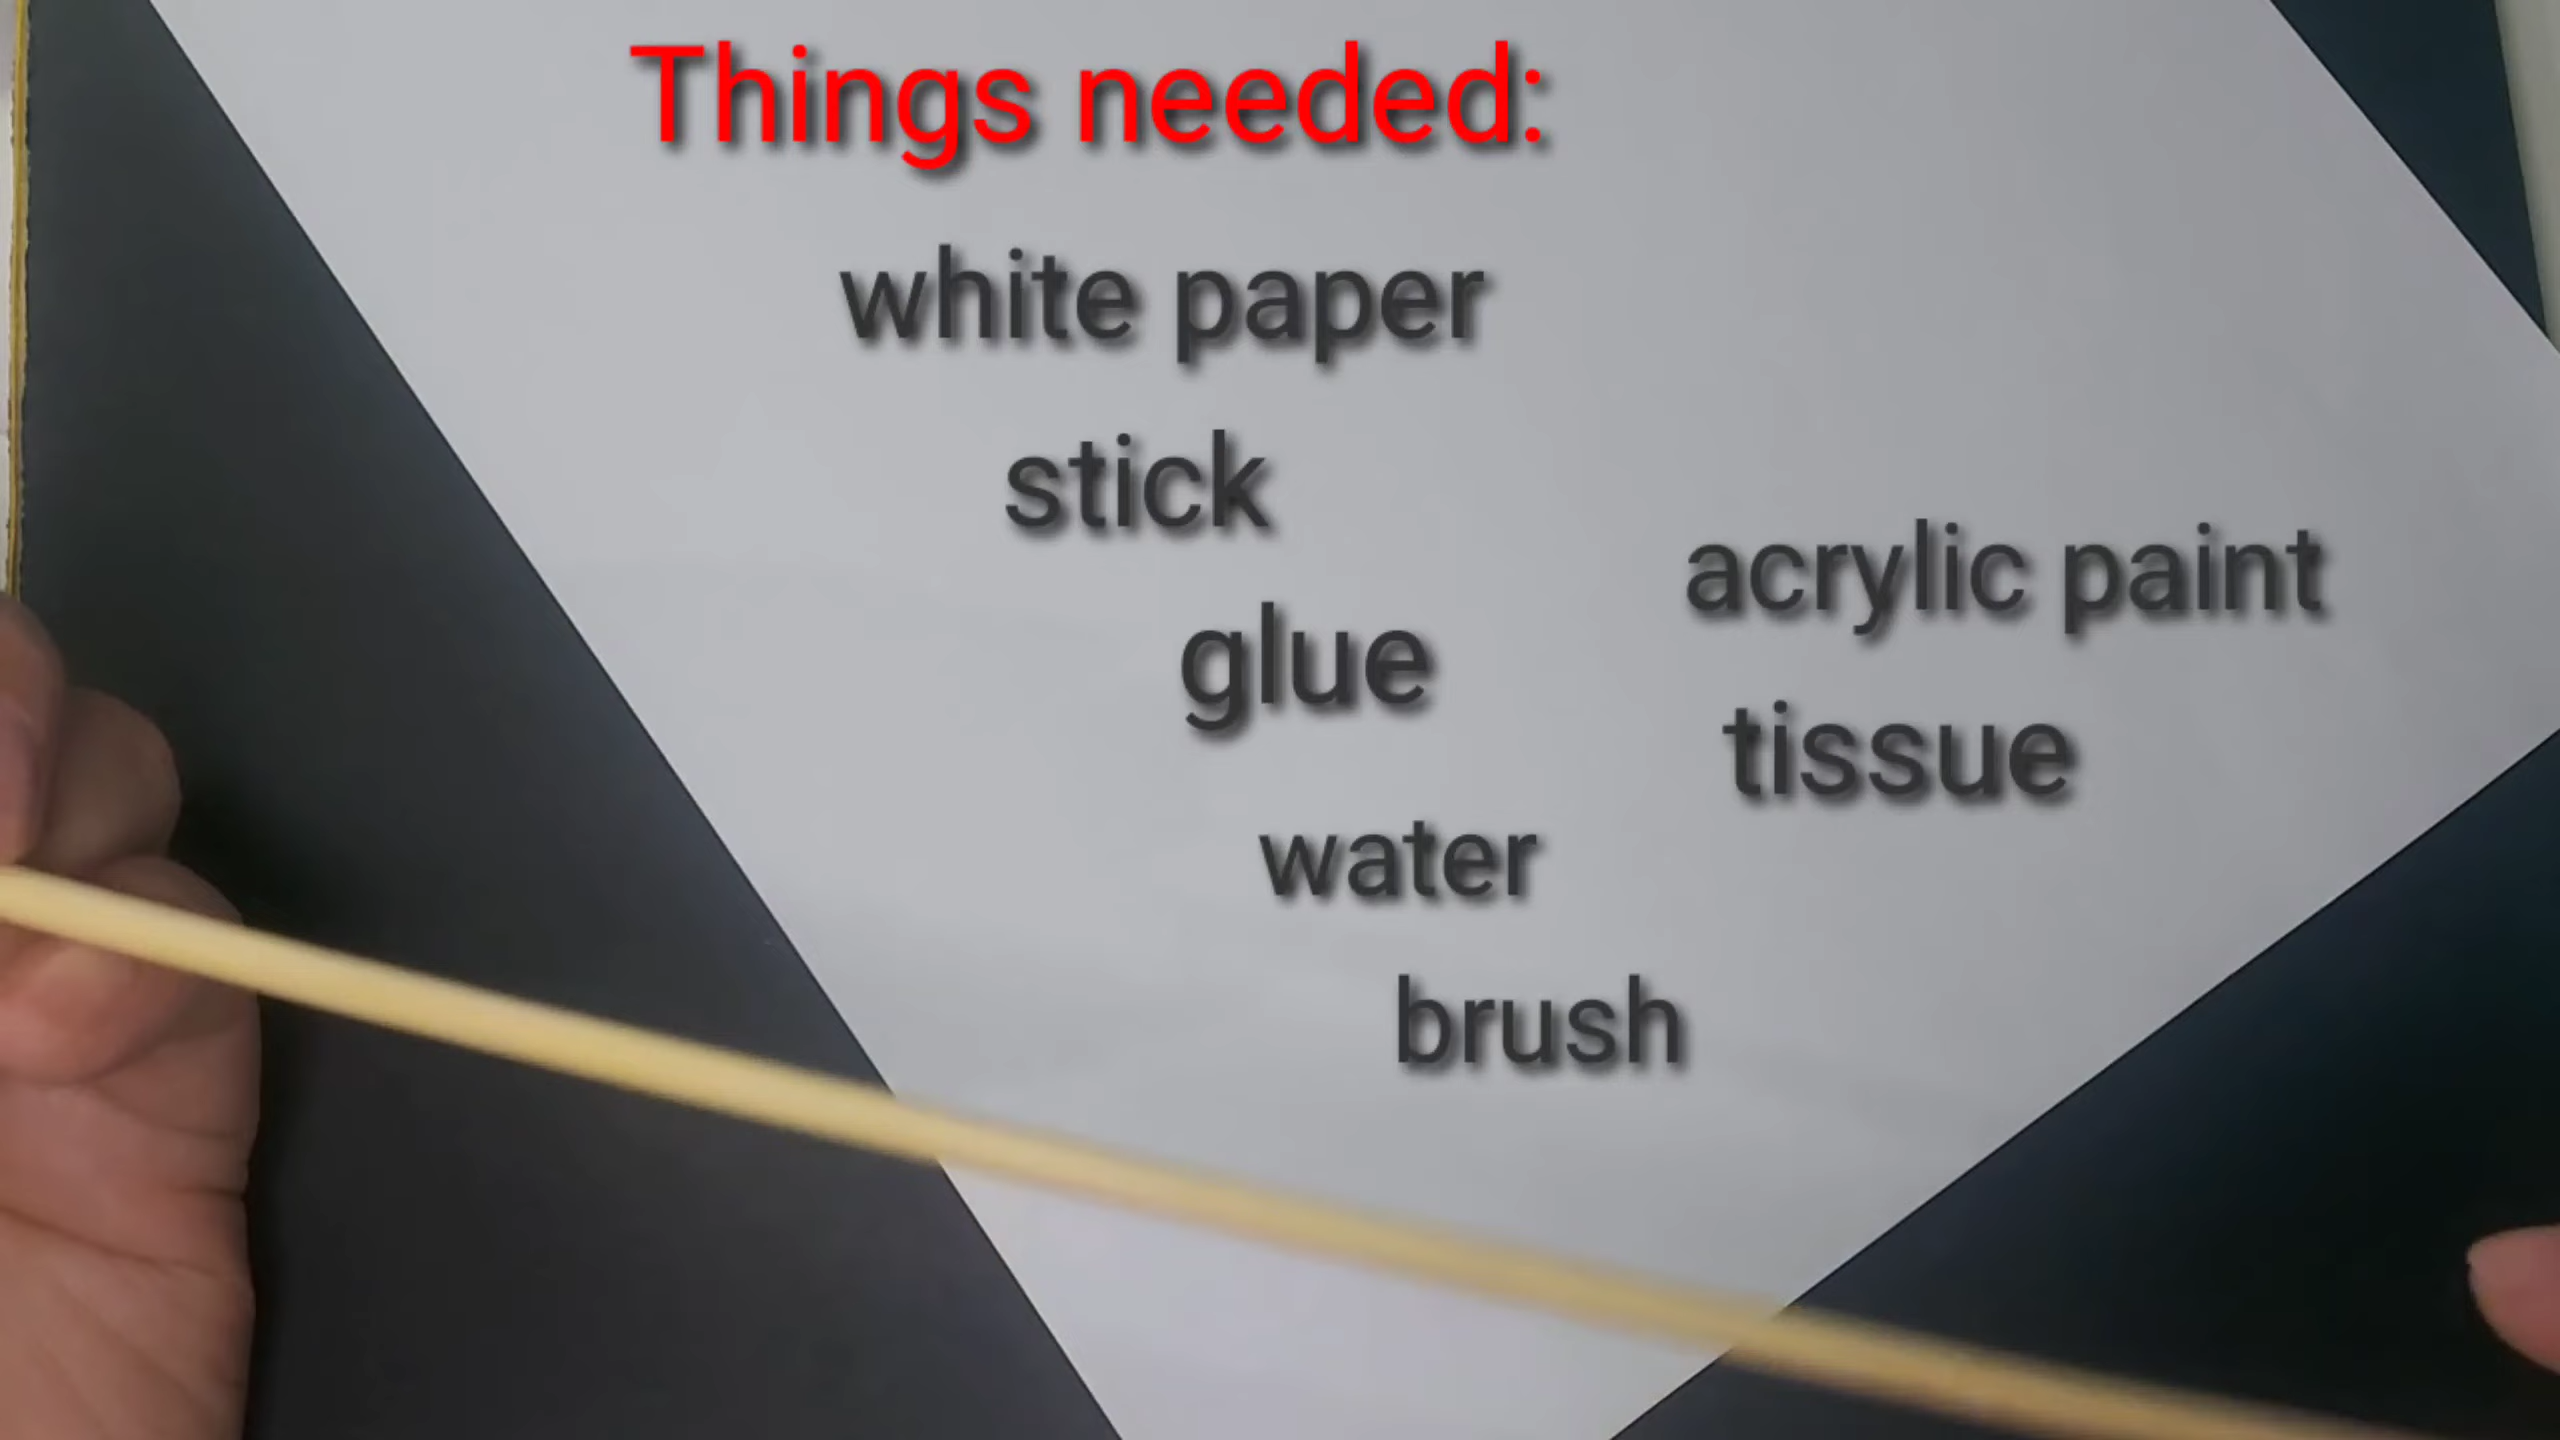 Things needed:
white paper
stick
glue
water
brush
acrylic paint
tissue